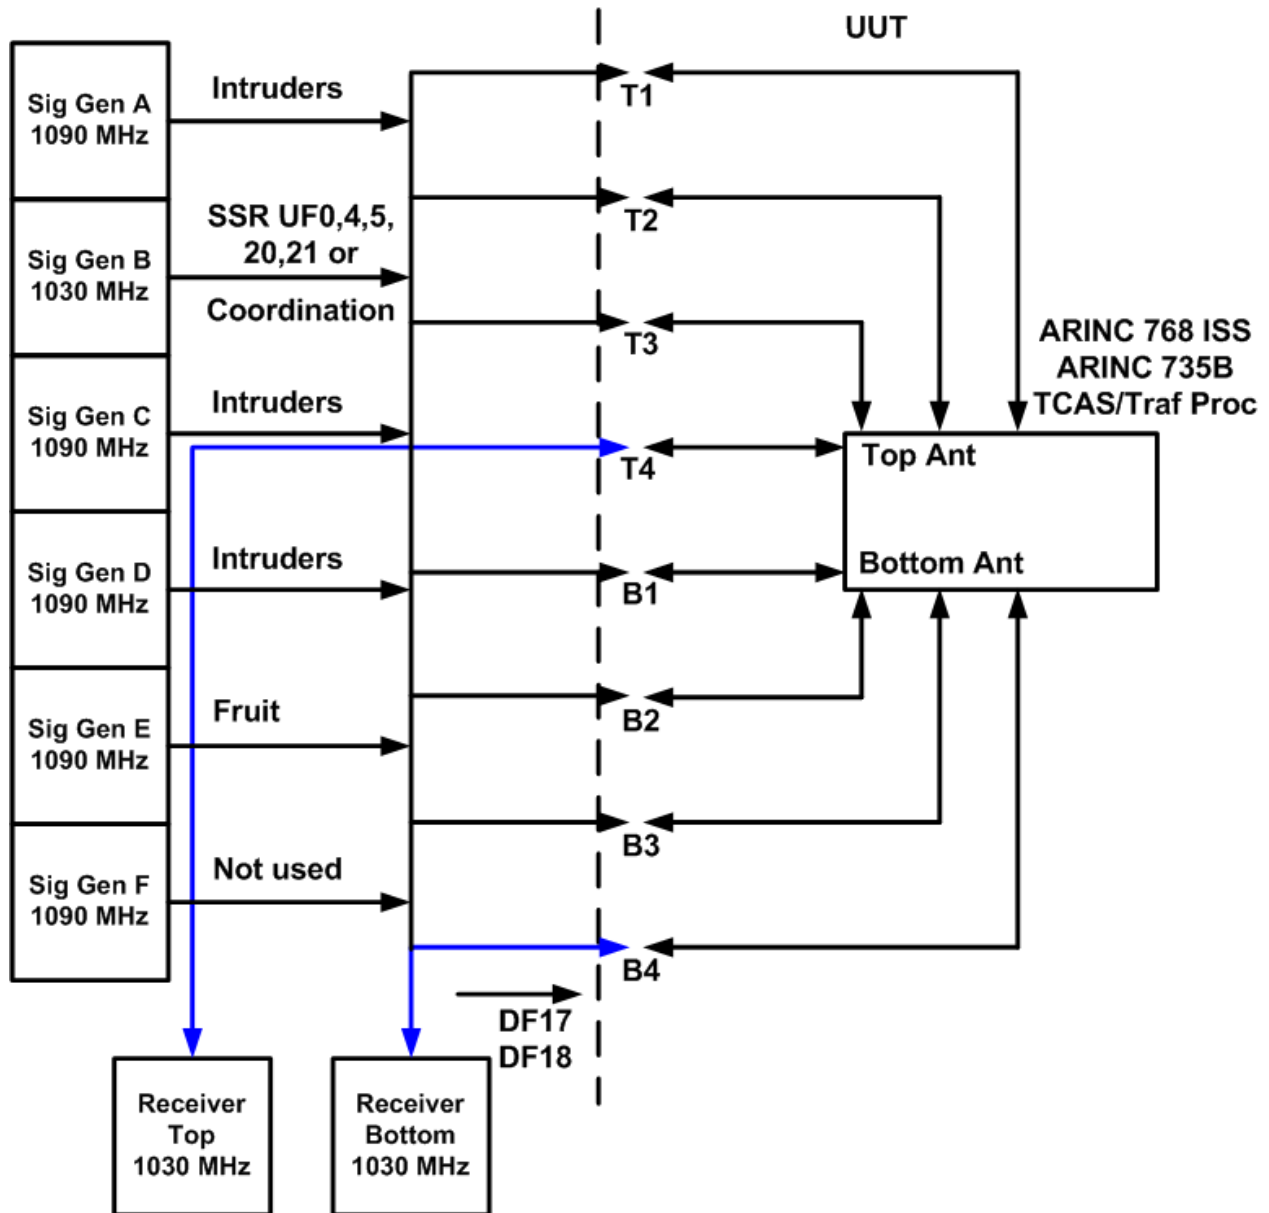 UUT
Sig Gen A
1090 MHz
Intruders
T1
Sig Gen B
1030 MHz
SSR UF0,4,5,
20,21 or
Coordination
T2
T3
ARINC 768 ISS
ARINC 735B
TCAS/Traf Proc
Sig Gen C
1090 MHz
Intruders
T4
Top Ant
Sig Gen D
1090 MHz
Intruders
B1
Bottom Ant
Sig Gen E
1090 MHz
Fruit
B2
B3
Sig Gen F
1090 MHz
Not used
B4
DF17
DF18
Receiver
Top
1030 MHz
Receiver
Bottom
1030 MHz